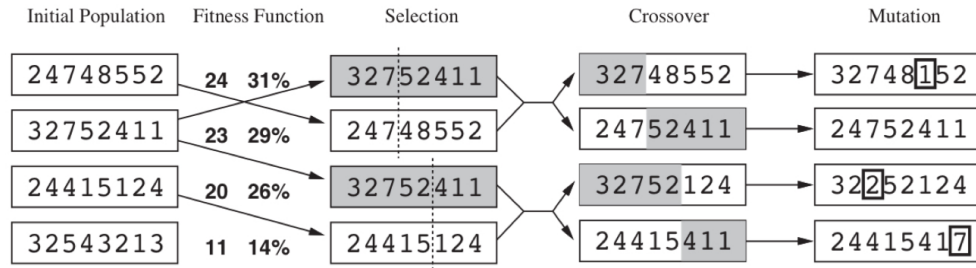 Initial Population Fitness Function Selection Crossover Mutation
24748552 24 31% 32752411 32748552 32748152
32752411 23 29% 24748552 24752411 24752411
24415124 20 26% 32752411 32752124 32252124
32543213 11 14% 24415124 24415411 24415417